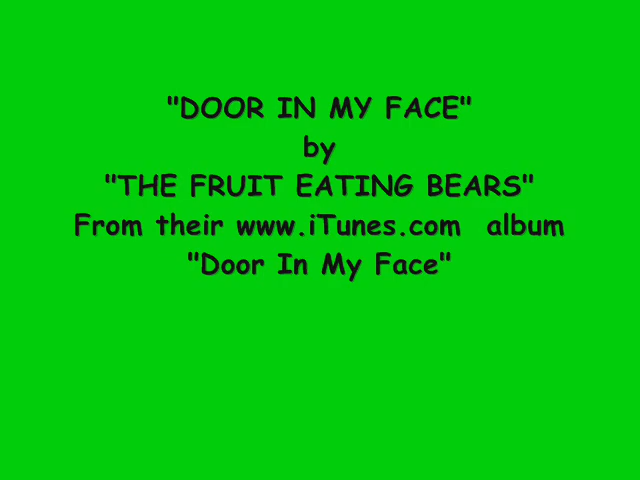 "DOOR IN MY FACE"
by
"THE FRUIT EATING BEARS"
From their www.iTunes.com  album
"Door In My Face"